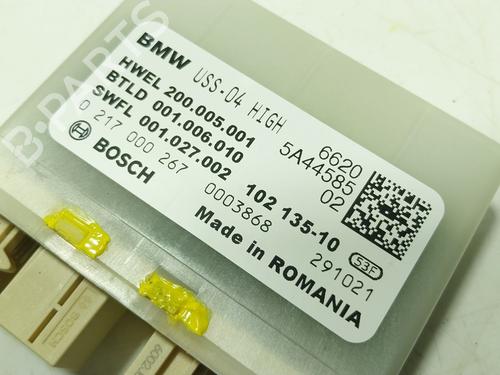 BMW USS-04 HIGH
HWEL 200.005.001 6620
BTLD 001.006.010 5A44585
SWFL 001.027.002 02
0 217 000 267 102 135-10
BOSCH 0003868 53F
Made in ROMANIA 291021
B-PARTS
BOSCH